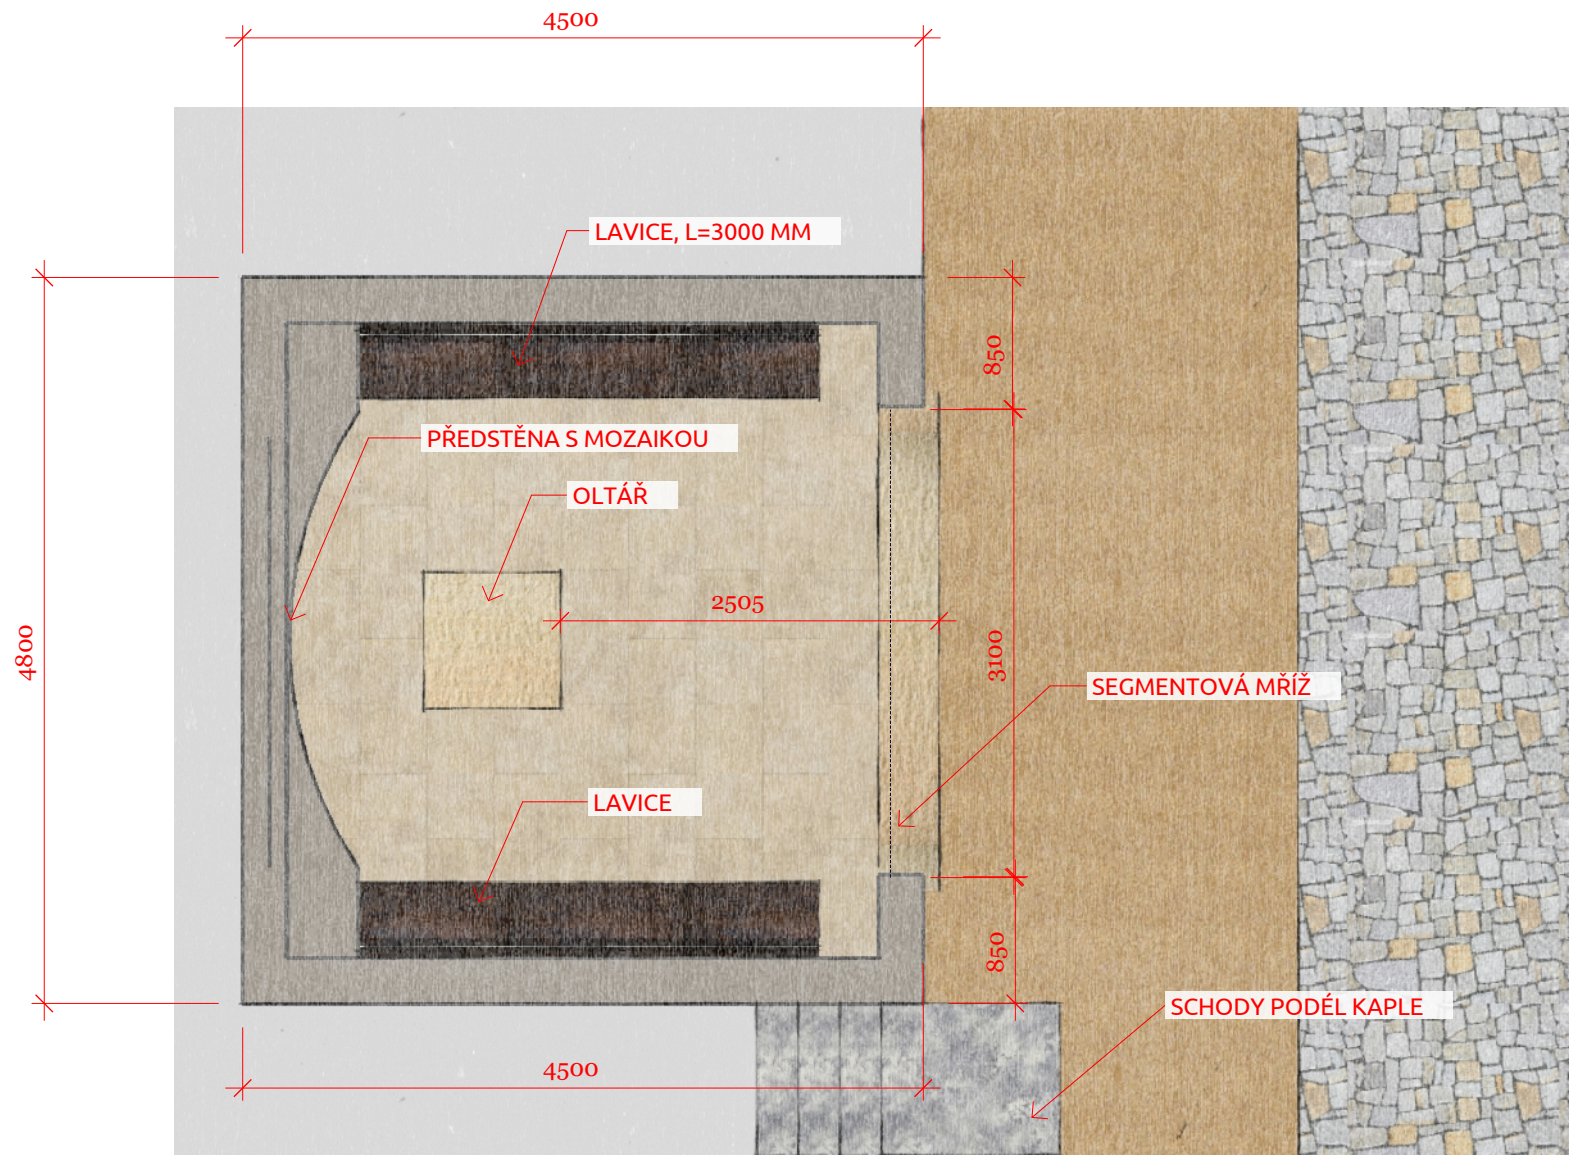 4500
LAVICE, L=3000 MM
850
PŘEDSTĚNA S MOZAIKOU
OLTÁŘ
2505
4800
3100
SEGMENTOVÁ MŘÍŽ
LAVICE
850
SCHODY PODÉL KAPLE
4500